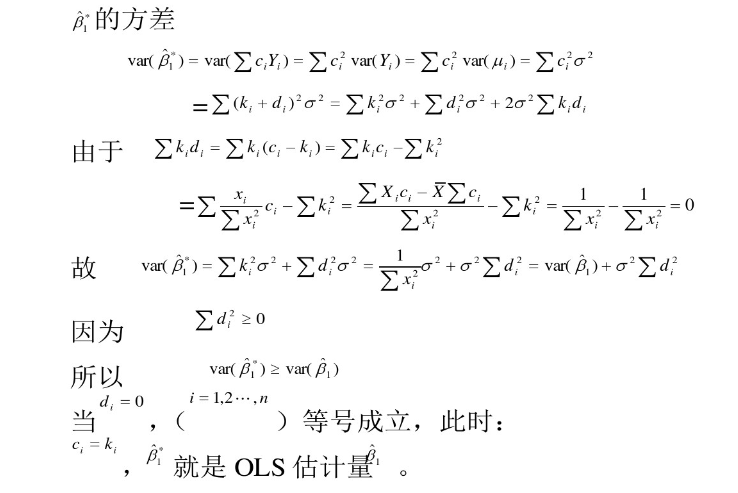 β̂₁* 的方差
var(β̂₁*) = var(∑cᵢYᵢ) = ∑cᵢ² var(Yᵢ) = ∑cᵢ² var(μᵢ) = ∑cᵢ²σ²
=∑(kᵢ + dᵢ)²σ² = ∑kᵢ²σ² + ∑dᵢ²σ² + 2σ²∑kᵢdᵢ
由于 ∑kᵢdᵢ = ∑kᵢ(cᵢ − kᵢ) = ∑kᵢcᵢ − ∑kᵢ²
=∑ (xᵢ / ∑xᵢ²) cᵢ − ∑kᵢ² = (∑Xᵢcᵢ − X̄∑cᵢ) / ∑xᵢ² − ∑kᵢ² = 1 / ∑xᵢ² − 1 / ∑xᵢ² = 0
故 var(β̂₁*) = ∑kᵢ²σ² + ∑dᵢ²σ² = (1 / ∑xᵢ²)σ² + σ²∑dᵢ² = var(β̂₁) + σ²∑dᵢ²
因为 ∑dᵢ² ≥ 0
所以 var(β̂₁*) ≥ var(β̂₁)
当 dᵢ = 0 ,（ i = 1,2⋯,n ）等号成立，此时：
cᵢ = kᵢ ，β̂₁* 就是 OLS 估计量 β̂₁ 。